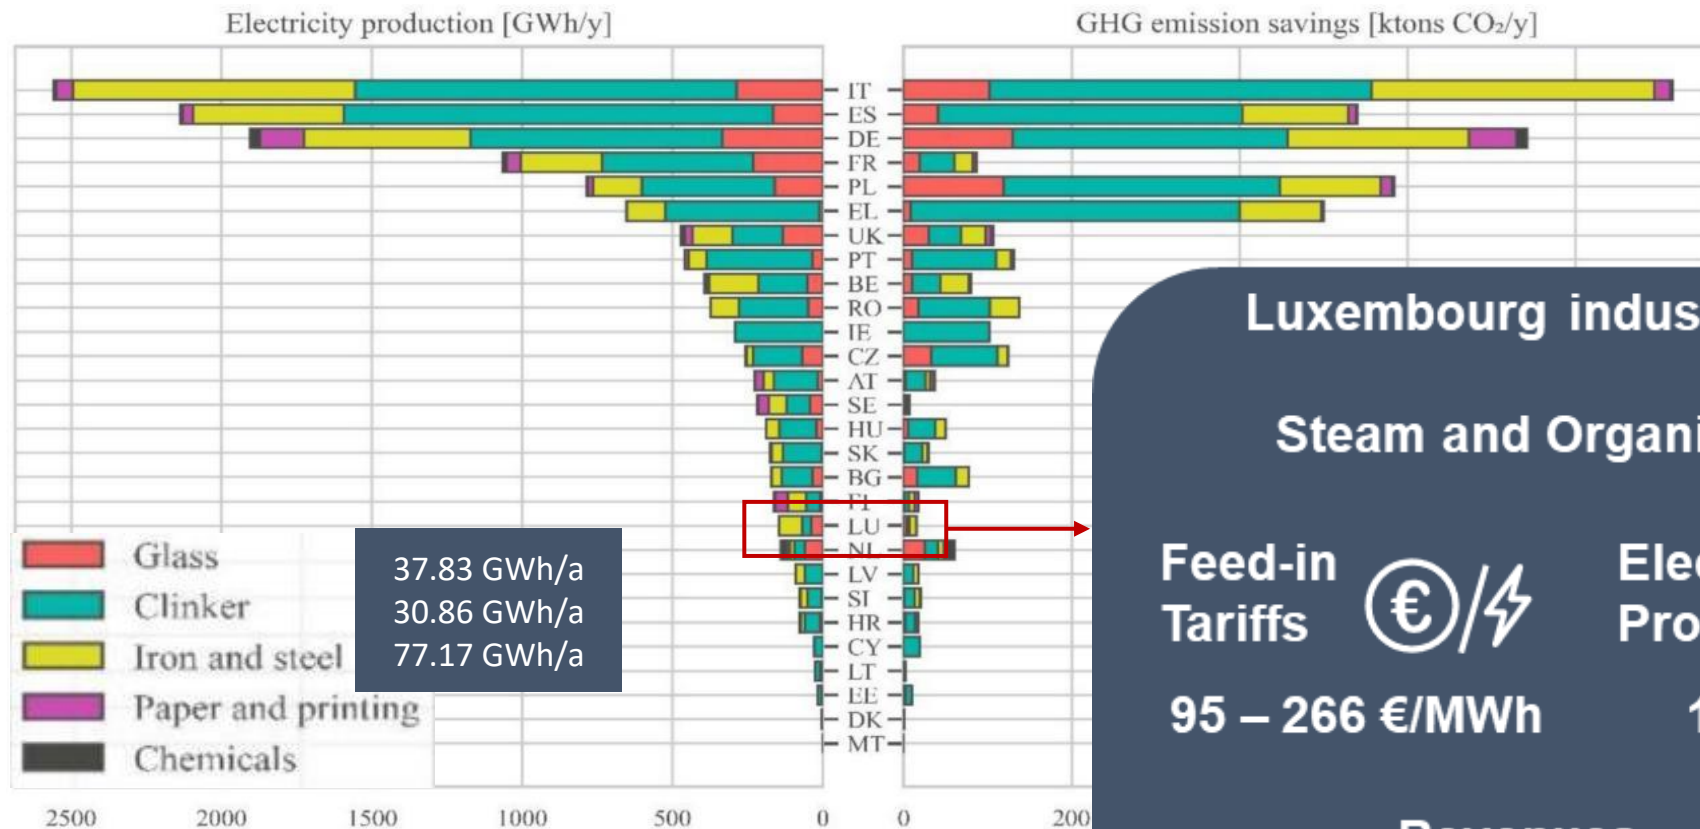 Electricity production [GWh/y]
GHG emission savings [ktons CO₂/y]
IT
ES
DE
FR
PL
EL
UK
PT
BE
RO
IE
CZ
AT
SE
HU
SK
BG
FI
LU
NL
LV
SI
HR
CY
LT
EE
DK
MT
Glass
Clinker
Iron and steel
Paper and printing
Chemicals
37.83 GWh/a
30.86 GWh/a
77.17 GWh/a
2500 2000 1500 1000 500 0
0 200
Luxembourg indus
Steam and Organi
Feed-in
Tariffs
€/
Elec
Pro
95 – 266 €/MWh
1